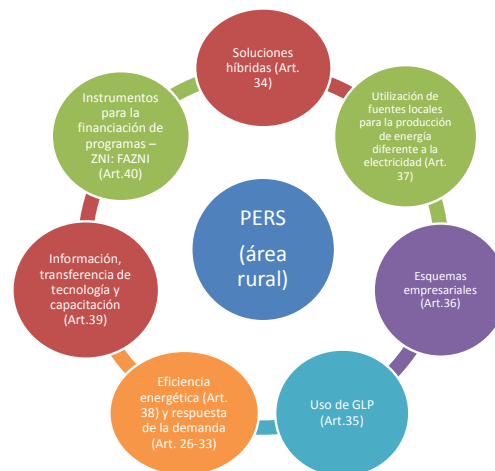 Soluciones
híbridas (Art.
34)
Utilización de
fuentes locales
para la producción
de energía
diferente a la
electricidad (Art.
37)
Esquemas
empresariales
(Art.36)
Uso de GLP
(Art.35)
Eficiencia
energética (Art.
38) y respuesta
de la demanda
(Art. 26-33)
Información,
transferencia de
tecnología y
capacitación
(Art.39)
Instrumentos
para la
financiación de
programas –
ZNI: FAZNI
(Art.40)
PERS
(área
rural)